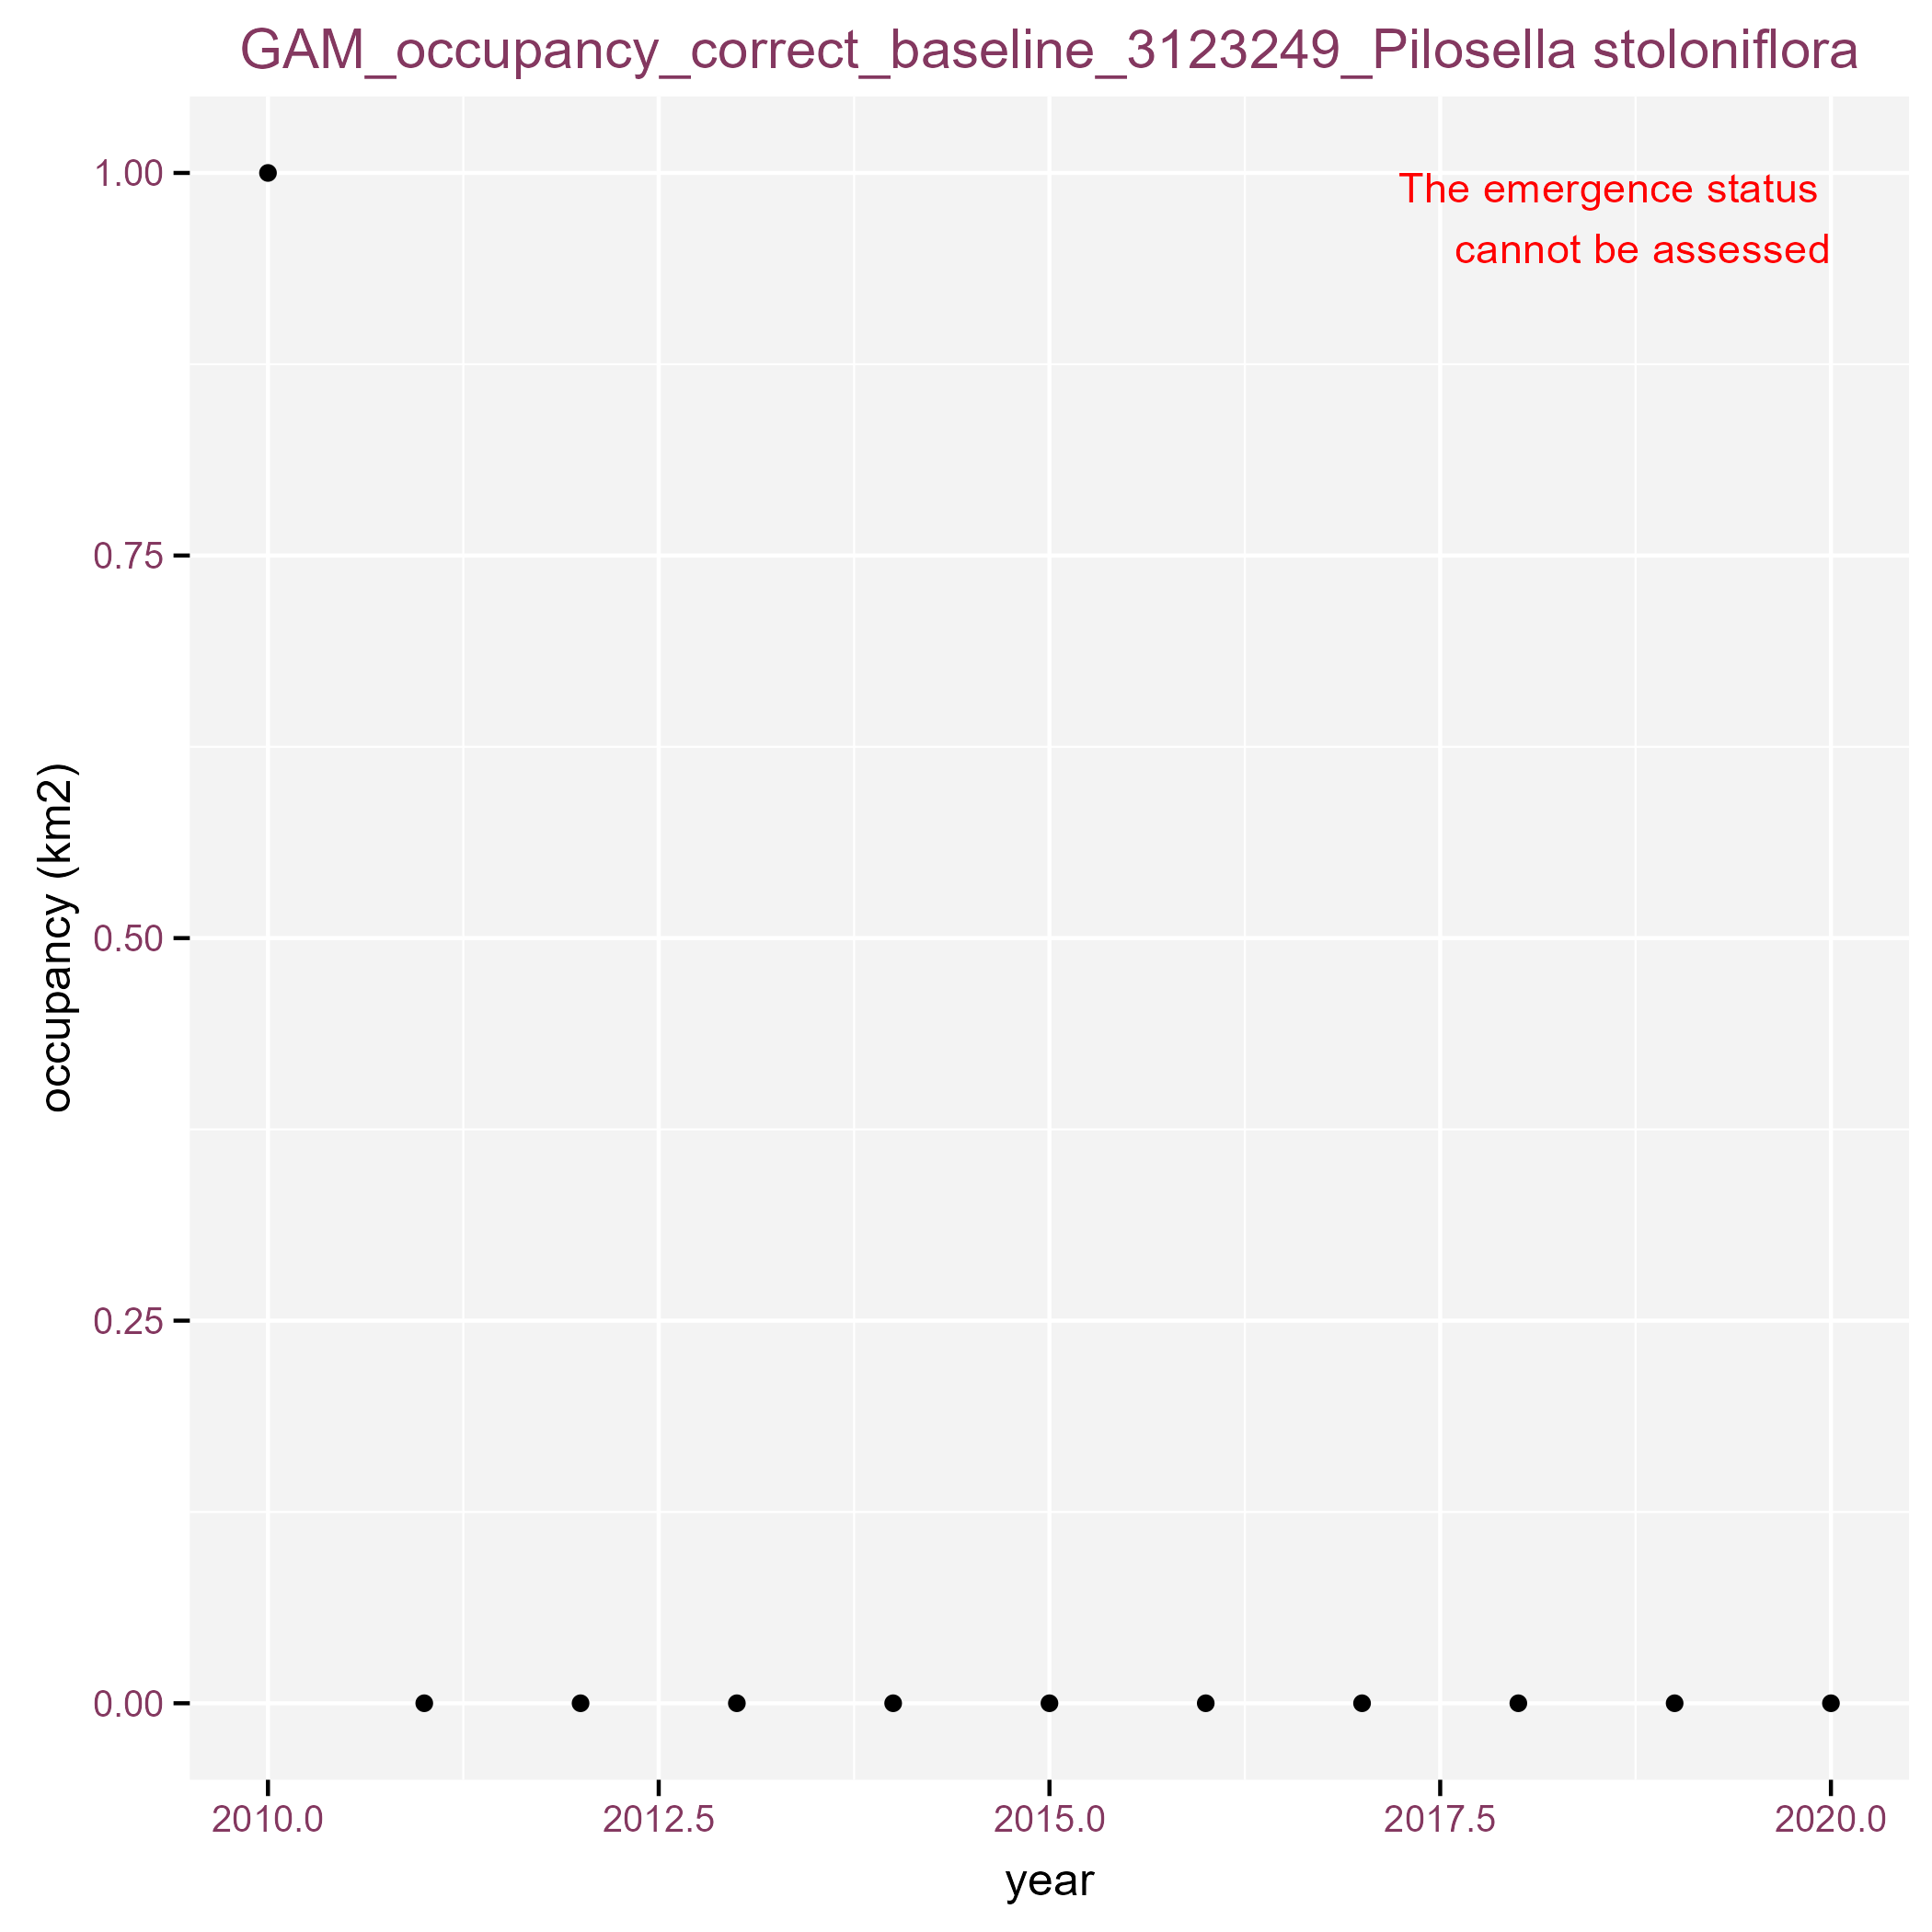 GAM_occupancy_correct_baseline_3123249_Pilosella stoloniflora
1.00
The emergence status
cannot be assessed
0.75
0.50
0.25
0.00
occupancy (km2)
2010.0 2012.5 2015.0 2017.5 2020.0
year